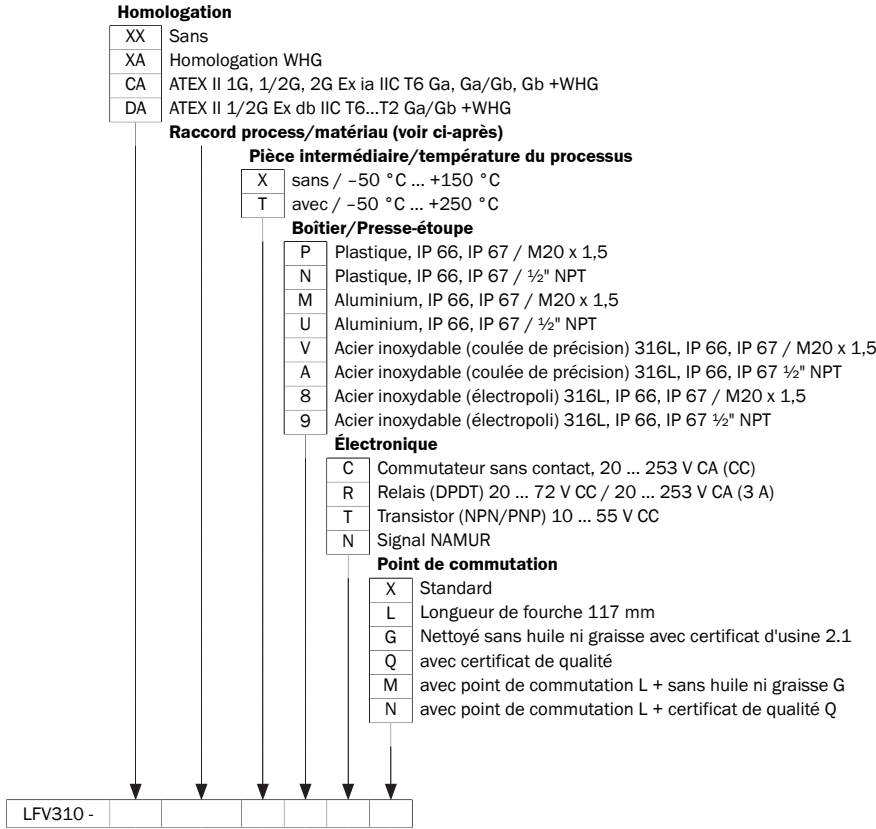 Homologation
XX Sans
XA Homologation WHG
CA ATEX II 1G, 1/2G, 2G Ex ia IIC T6 Ga, Ga/Gb, Gb +WHG
DA ATEX II 1/2G Ex db IIC T6...T2 Ga/Gb +WHG
Raccord process/matériau (voir ci-après)
Pièce intermédiaire/température du processus
X sans / –50 °C ... +150 °C
T avec / –50 °C ... +250 °C
Boîtier/Presse-étoupe
P Plastique, IP 66, IP 67 / M20 x 1,5
N Plastique, IP 66, IP 67 / ½" NPT
M Aluminium, IP 66, IP 67 / M20 x 1,5
U Aluminium, IP 66, IP 67 / ½" NPT
V Acier inoxydable (coulée de précision) 316L, IP 66, IP 67 / M20 x 1,5
A Acier inoxydable (coulée de précision) 316L, IP 66, IP 67 ½" NPT
8 Acier inoxydable (électropoli) 316L, IP 66, IP 67 / M20 x 1,5
9 Acier inoxydable (électropoli) 316L, IP 66, IP 67 ½" NPT
Électronique
C Commutateur sans contact, 20 ... 253 V CA (CC)
R Relais (DPDT) 20 ... 72 V CC / 20 ... 253 V CA (3 A)
T Transistor (NPN/PNP) 10 ... 55 V CC
N Signal NAMUR
Point de commutation
X Standard
L Longueur de fourche 117 mm
G Nettoyé sans huile ni graisse avec certificat d'usine 2.1
Q avec certificat de qualité
M avec point de commutation L + sans huile ni graisse G
N avec point de commutation L + certificat de qualité Q
LFV310 -